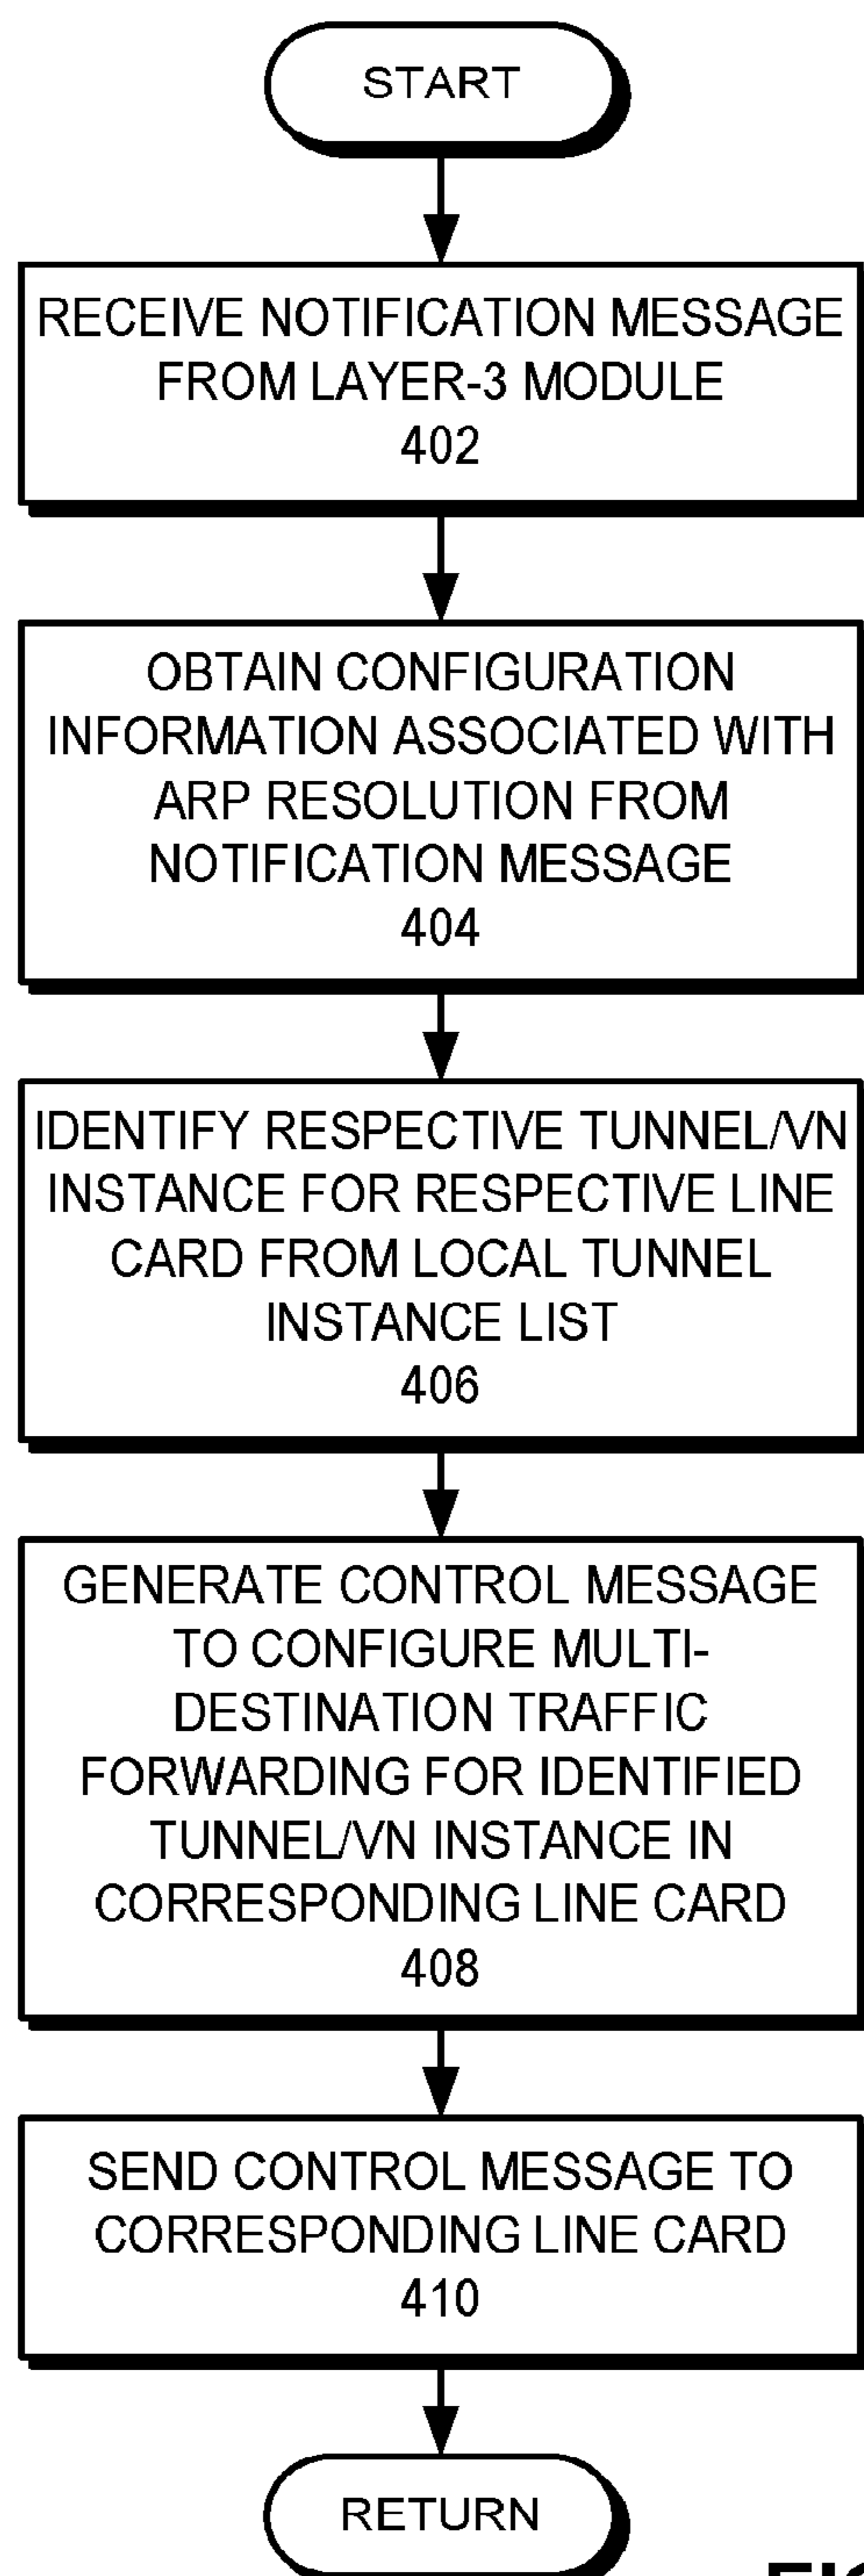 START
RECEIVE NOTIFICATION MESSAGE
FROM LAYER-3 MODULE
402
OBTAIN CONFIGURATION
INFORMATION ASSOCIATED WITH
ARP RESOLUTION FROM
NOTIFICATION MESSAGE
404
IDENTIFY RESPECTIVE TUNNEL/VN
INSTANCE FOR RESPECTIVE LINE
CARD FROM LOCAL TUNNEL
INSTANCE LIST
406
GENERATE CONTROL MESSAGE
TO CONFIGURE MULTI-
DESTINATION TRAFFIC
FORWARDING FOR IDENTIFIED
TUNNEL/VN INSTANCE IN
CORRESPONDING LINE CARD
408
SEND CONTROL MESSAGE TO
CORRESPONDING LINE CARD
410
RETURN